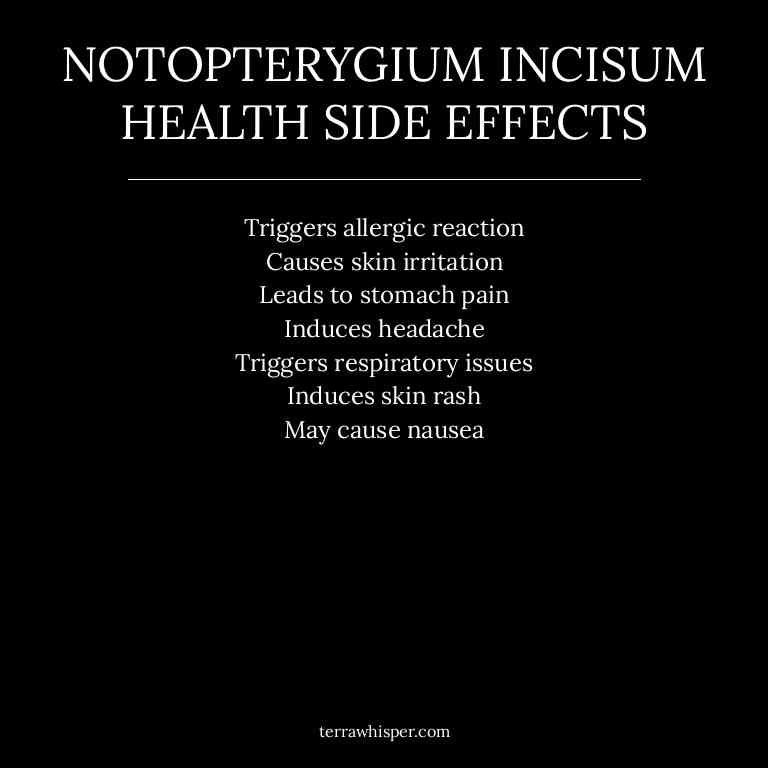 NOTOPTERYGIUM INCISUM
HEALTH SIDE EFFECTS
Triggers allergic reaction
Causes skin irritation
Leads to stomach pain
Induces headache
Triggers respiratory issues
Induces skin rash
May cause nausea
terrawhisper.com